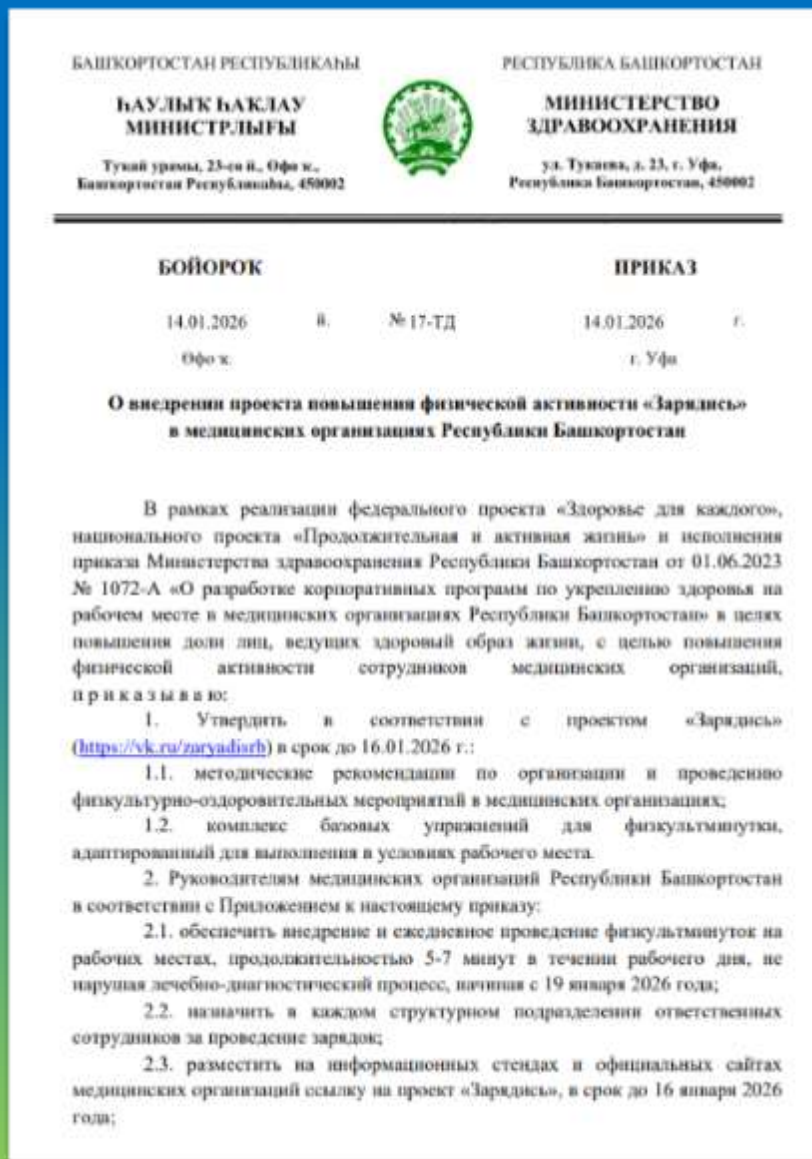 БАШҠОРТОСТАН РЕСПУБЛИКАҺЫ
ҺАУЛЫҠ ҺАҠЛАУ
МИНИСТРЛЫҒЫ
Туҡай урамы, 23-сө й., Өфө ҡ.,
Башҡортостан Республикаһы, 450002
РЕСПУБЛИКА БАШКОРТОСТАН
МИНИСТЕРСТВО
ЗДРАВООХРАНЕНИЯ
ул. Тукаева, д. 23, г. Уфа,
Республика Башкортостан, 450002
БОЙОРОҠ
ПРИКАЗ
14.01.2026 й. № 17-ТД 14.01.2026 г.
Өфө ҡ. г. Уфа
О внедрении проекта повышения физической активности «Зарядись»
в медицинских организациях Республики Башкортостан
В рамках реализации федерального проекта «Здоровье для каждого»,
национального проекта «Продолжительная и активная жизнь» и исполнения
приказа Министерства здравоохранения Республики Башкортостан от 01.06.2023
№ 1072-А «О разработке корпоративных программ по укреплению здоровья на
рабочем месте в медицинских организациях Республики Башкортостан» в целях
повышения доли лиц, ведущих здоровый образ жизни, с целью повышения
физической активности сотрудников медицинских организаций,
п р и к а з ы в а ю:
1. Утвердить в соответствии с проектом «Зарядись»
(https://vk.ru/zaryadisrb) в срок до 16.01.2026 г.:
1.1. методические рекомендации по организации и проведению
физкультурно-оздоровительных мероприятий в медицинских организациях;
1.2. комплекс базовых упражнений для физкультминутки,
адаптированный для выполнения в условиях рабочего места.
2. Руководителям медицинских организаций Республики Башкортостан
в соответствии с Приложением к настоящему приказу:
2.1. обеспечить внедрение и ежедневное проведение физкультминуток на
рабочих местах, продолжительностью 5-7 минут в течении рабочего дня, не
нарушая лечебно-диагностический процесс, начиная с 19 января 2026 года;
2.2. назначить в каждом структурном подразделении ответственных
сотрудников за проведение зарядок;
2.3. разместить на информационных стендах и официальных сайтах
медицинских организаций ссылку на проект «Зарядись», в срок до 16 января 2026
года;